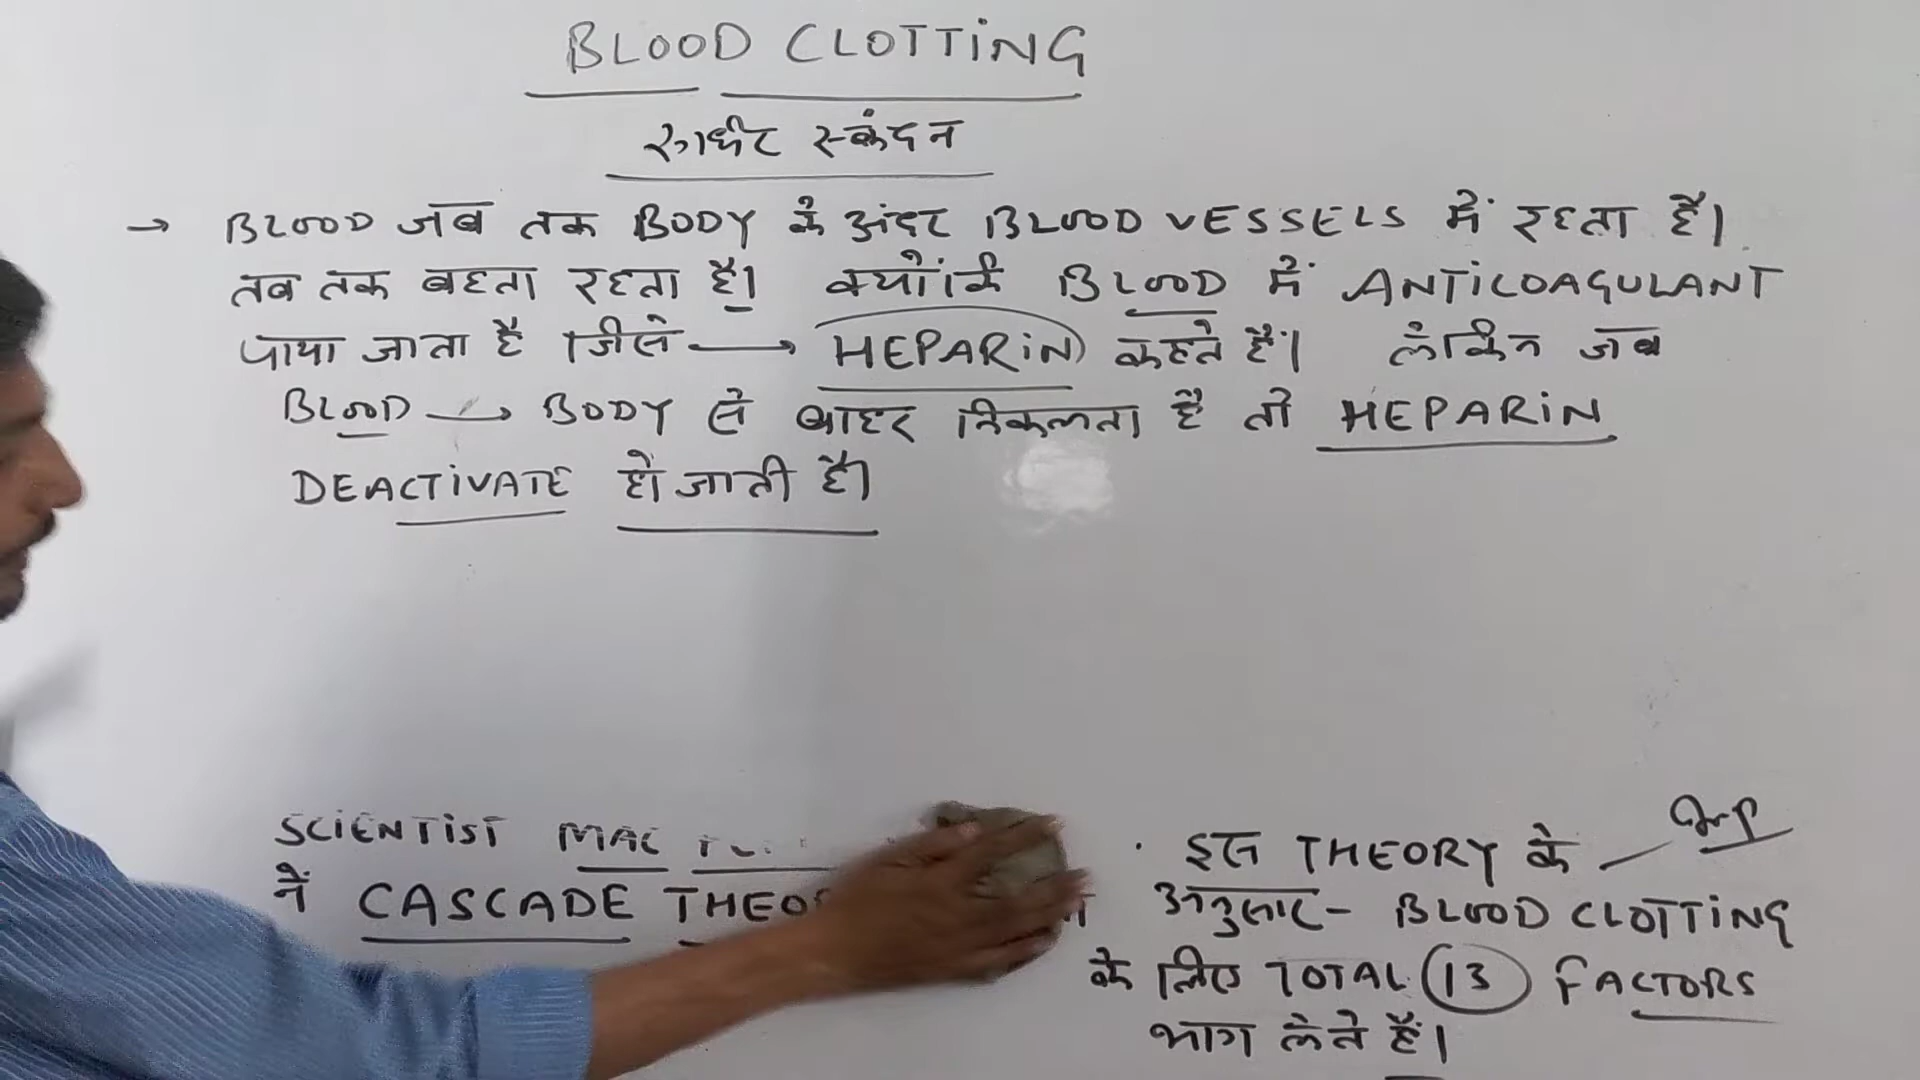 BLOOD CLOTTING
रुधिर स्कंदन
→ BLOOD जब तक BODY के अंदर BLOOD VESSELS में रहता है।
तब तक बहता रहता है। क्योंकि BLOOD में ANTICOAGULANT
पाया जाता है जिसे → HEPARIN कहते हैं। लेकिन जब
BLOOD → BODY से बाहर निकलता है तो HEPARIN
DEACTIVATE हो जाती है।
SCIENTIST MAC
ने CASCADE THEO
· इस THEORY के — Imp
अनुसार - BLOOD CLOTTING
के लिए TOTAL 13 FACTORS
भाग लेते हैं।